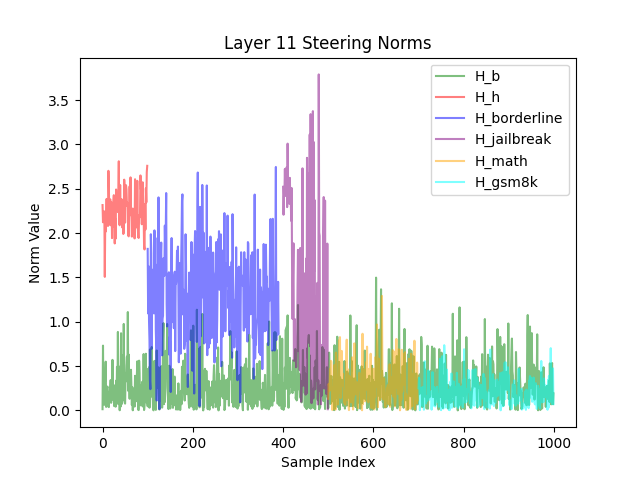 Layer 11 Steering Norms
H_b
H_h
H_borderline
H_jailbreak
H_math
H_gsm8k
3.5
3.0
2.5
2.0
1.5
1.0
0.5
0.0
Norm Value
0
200
400
600
800
1000
Sample Index